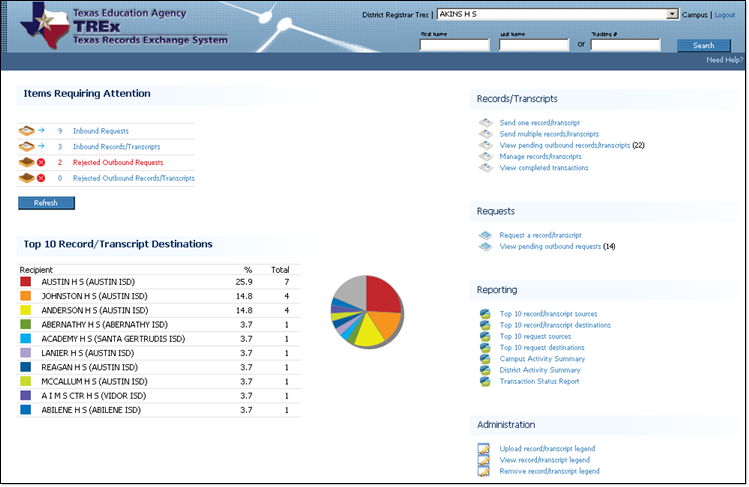 Texas Education Agency
TREx
Texas Records Exchange System
District Registrar Trex | AKINS H S Campus | Logout
First Name Last Name Tracking #
or Search
Need Help?
Items Requiring Attention
9 Inbound Requests
3 Inbound Records/Transcripts
2 Rejected Outbound Requests
0 Rejected Outbound Records/Transcripts
Refresh
Top 10 Record/Transcript Destinations
Recipient % Total
AUSTIN H S (AUSTIN ISD) 25.9 7
JOHNSTON H S (AUSTIN ISD) 14.8 4
ANDERSON H S (AUSTIN ISD) 14.8 4
ABERNATHY H S (ABERNATHY ISD) 3.7 1
ACADEMY H S (SANTA GERTRUDIS ISD) 3.7 1
LANIER H S (AUSTIN ISD) 3.7 1
REAGAN H S (AUSTIN ISD) 3.7 1
MCCALLUM H S (AUSTIN ISD) 3.7 1
A I M S CTR H S (VIDOR ISD) 3.7 1
ABILENE H S (ABILENE ISD) 3.7 1
Records/Transcripts
Send one record/transcript
Send multiple records/transcripts
View pending outbound records/transcripts (22)
Manage records/transcripts
View completed transactions
Requests
Request a record/transcript
View pending outbound requests (14)
Reporting
Top 10 record/transcript sources
Top 10 record/transcript destinations
Top 10 request sources
Top 10 request destinations
Campus Activity Summary
District Activity Summary
Transaction Status Report
Administration
Upload record/transcript legend
View record/transcript legend
Remove record/transcript legend